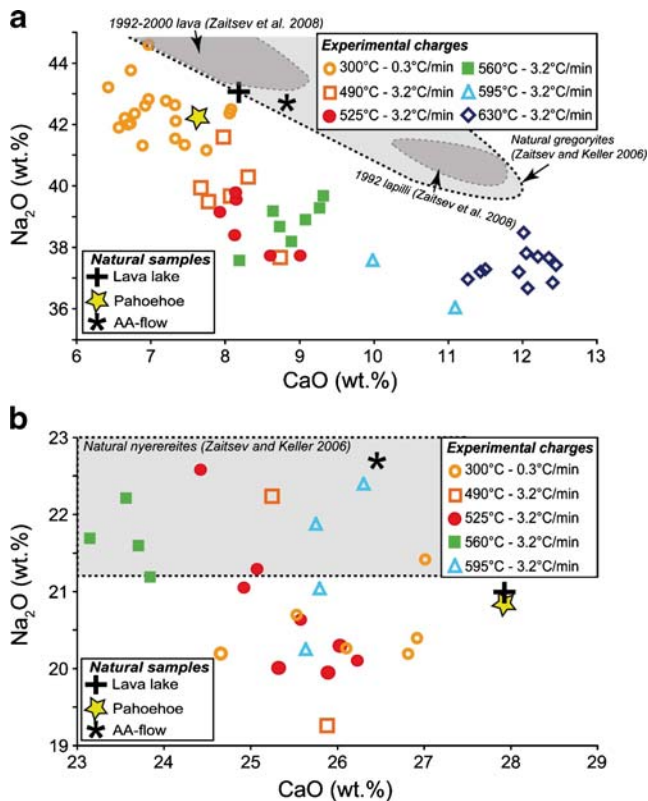 a
1992-2000 lava (Zaitsev et al. 2008)
Experimental charges
300°C - 0.3°C/min
490°C - 3.2°C/min
525°C - 3.2°C/min
560°C - 3.2°C/min
595°C - 3.2°C/min
630°C - 3.2°C/min
Natural gregoryites
(Zaitsev and Keller 2006)
1992 lapilli (Zaitsev et al. 2008)
Natural samples
Lava lake
Pahoehoe
AA-flow
Na2O (wt.%)
44
42
40
38
36
6 7 8 9 10 11 12 13
CaO (wt.%)
b
Natural nyerereites (Zaitsev and Keller 2006)
Experimental charges
300°C - 0.3°C/min
490°C - 3.2°C/min
525°C - 3.2°C/min
560°C - 3.2°C/min
595°C - 3.2°C/min
Natural samples
Lava lake
Pahoehoe
AA-flow
Na2O (wt.%)
23
22
21
20
19
23 24 25 26 27 28 29
CaO (wt.%)